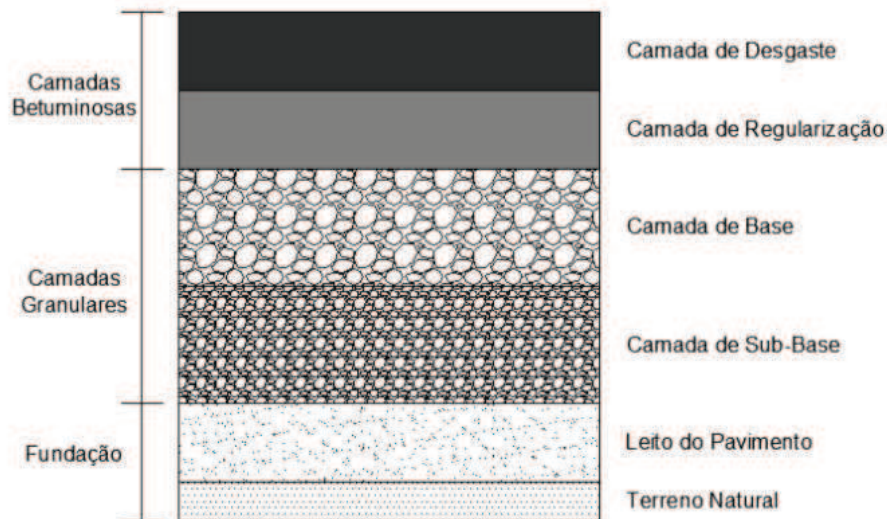 Camadas
Betuminosas
Camada de Desgaste
Camada de Regularização
Camadas
Granulares
Camada de Base
Camada de Sub-Base
Fundação
Leito do Pavimento
Terreno Natural